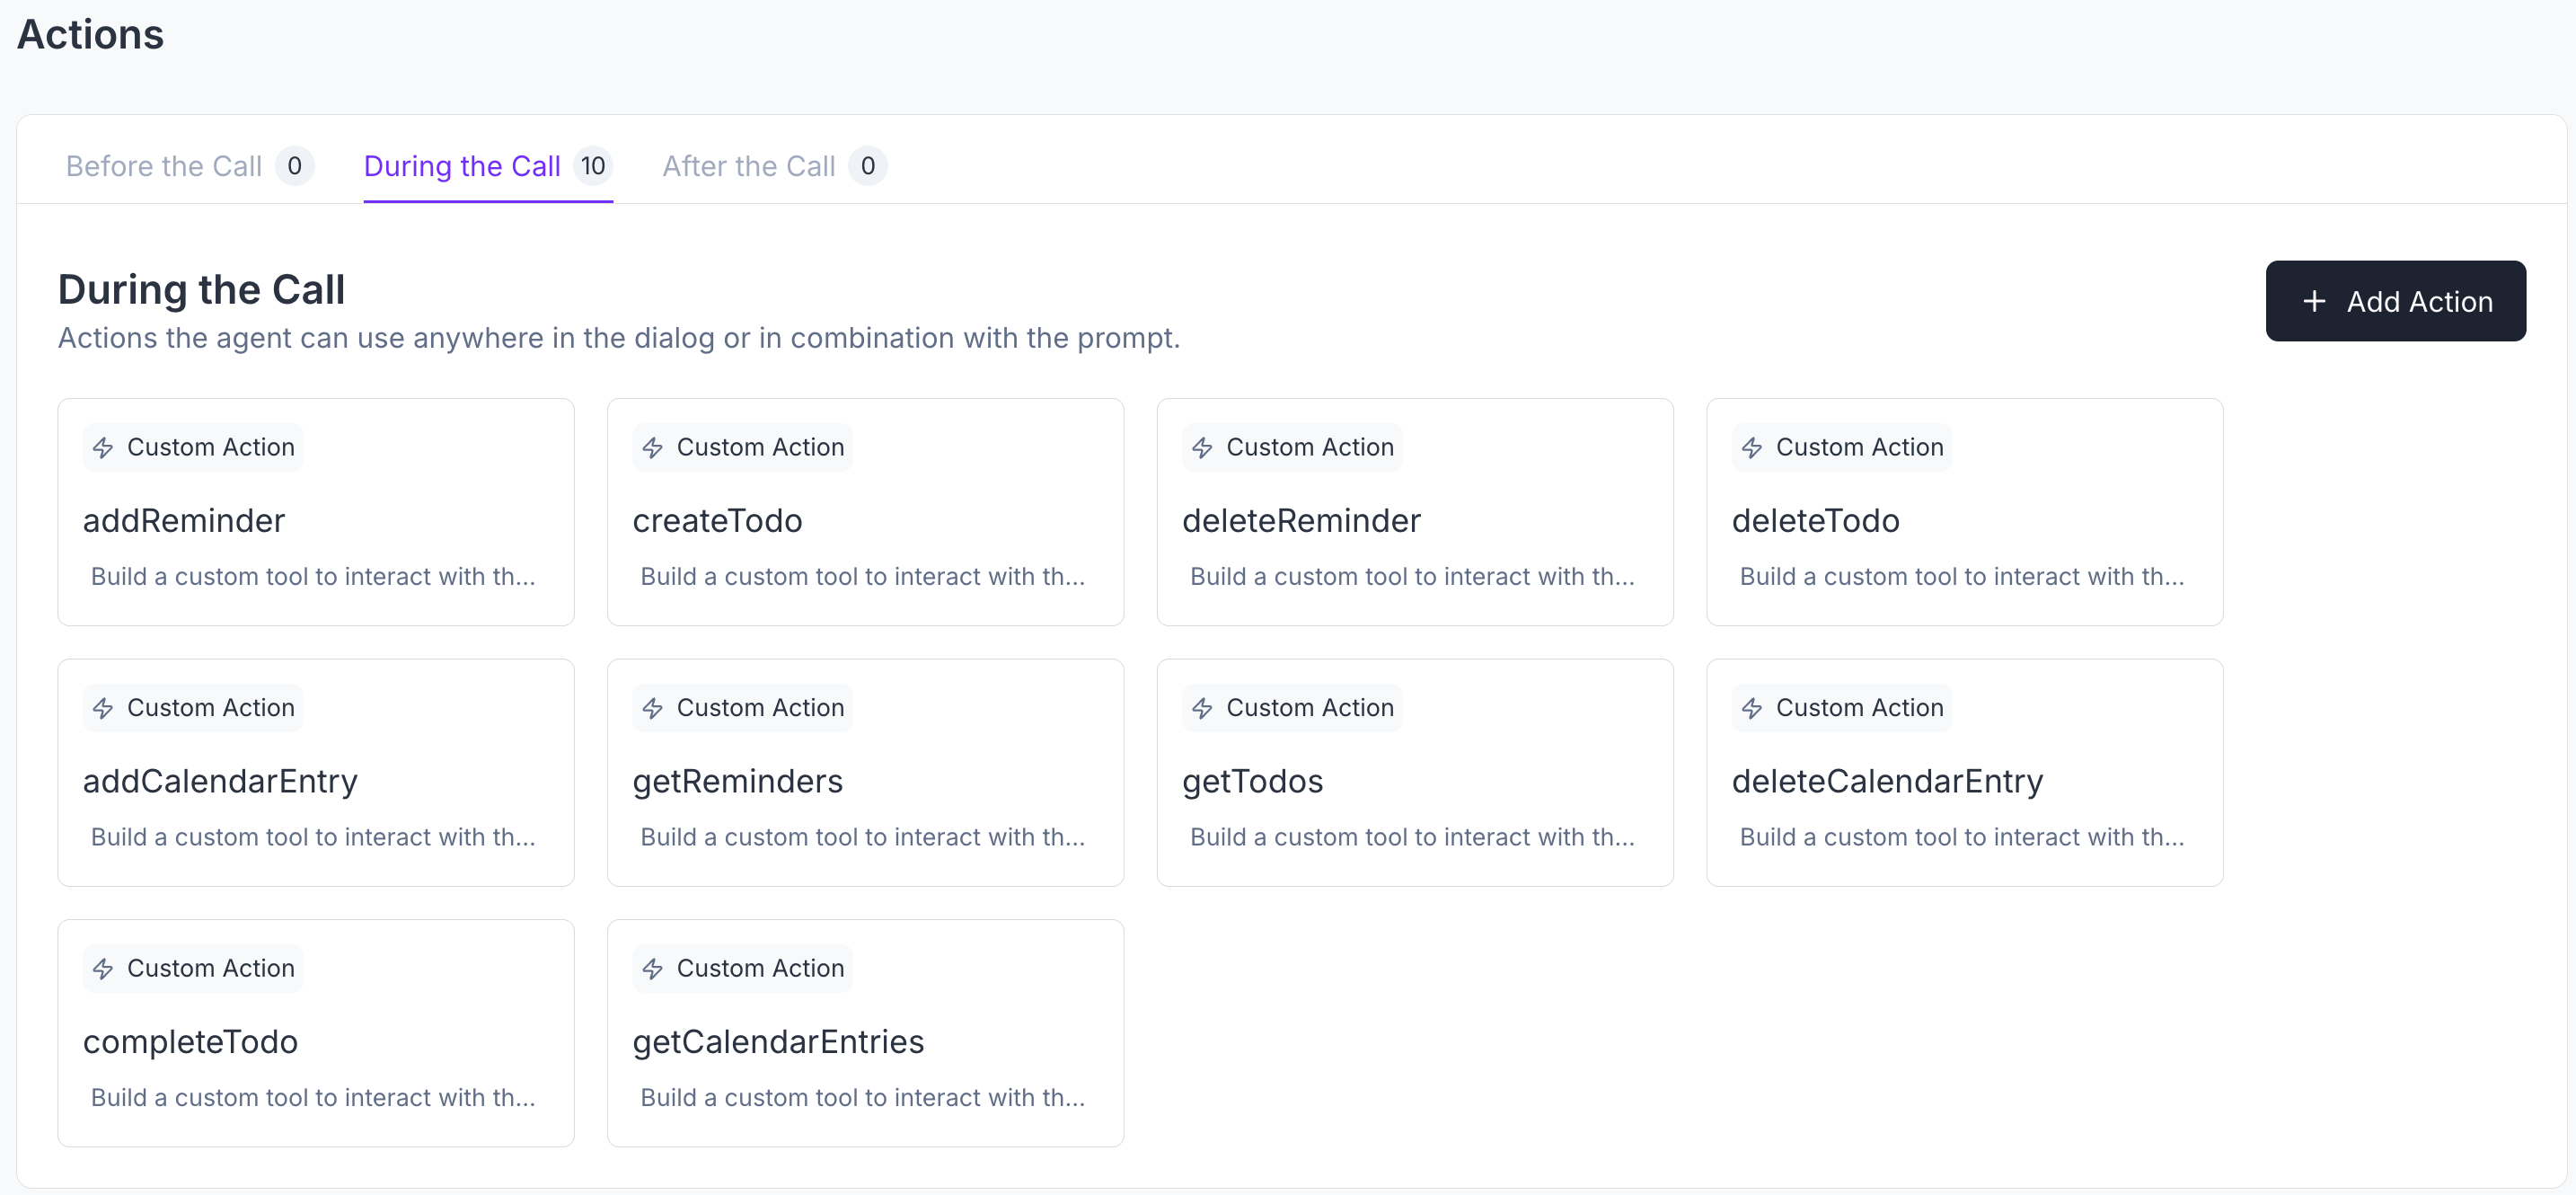 Actions
Before the Call 0 During the Call 10 After the Call 0
During the Call
Actions the agent can use anywhere in the dialog or in combination with the prompt.
+ Add Action
Custom Action
addReminder
Build a custom tool to interact with th...
Custom Action
createTodo
Build a custom tool to interact with th...
Custom Action
deleteReminder
Build a custom tool to interact with th...
Custom Action
deleteTodo
Build a custom tool to interact with th...
Custom Action
addCalendarEntry
Build a custom tool to interact with th...
Custom Action
getReminders
Build a custom tool to interact with th...
Custom Action
getTodos
Build a custom tool to interact with th...
Custom Action
deleteCalendarEntry
Build a custom tool to interact with th...
Custom Action
completeTodo
Build a custom tool to interact with th...
Custom Action
getCalendarEntries
Build a custom tool to interact with th...